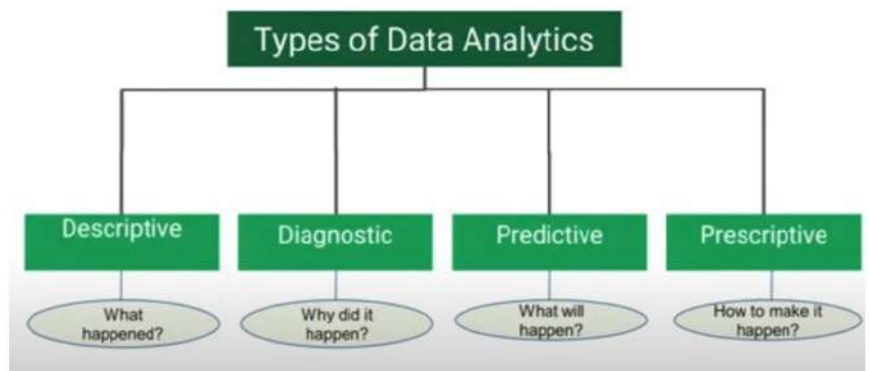 Types of Data Analytics
Descriptive
Diagnostic
Predictive
Prescriptive
What
happened?
Why did it
happen?
What will
happen?
How to make it
happen?